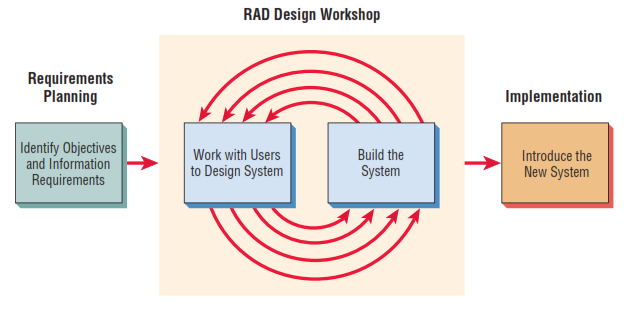 RAD Design Workshop
Requirements
Planning
Implementation
Identify Objectives
and Information
Requirements
Work with Users
to Design System
Build the
System
Introduce the
New System